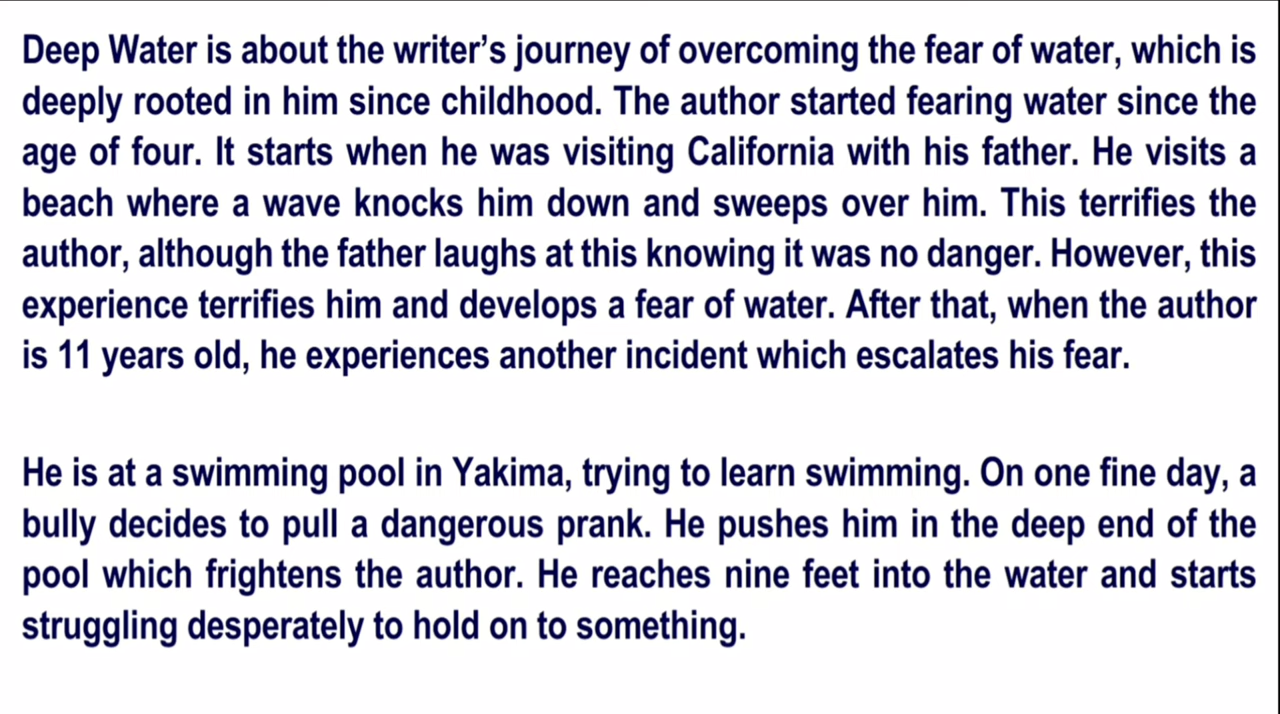 Deep Water is about the writer’s journey of overcoming the fear of water, which is
deeply rooted in him since childhood. The author started fearing water since the
age of four. It starts when he was visiting California with his father. He visits a
beach where a wave knocks him down and sweeps over him. This terrifies the
author, although the father laughs at this knowing it was no danger. However, this
experience terrifies him and develops a fear of water. After that, when the author
is 11 years old, he experiences another incident which escalates his fear.
He is at a swimming pool in Yakima, trying to learn swimming. On one fine day, a
bully decides to pull a dangerous prank. He pushes him in the deep end of the
pool which frightens the author. He reaches nine feet into the water and starts
struggling desperately to hold on to something.